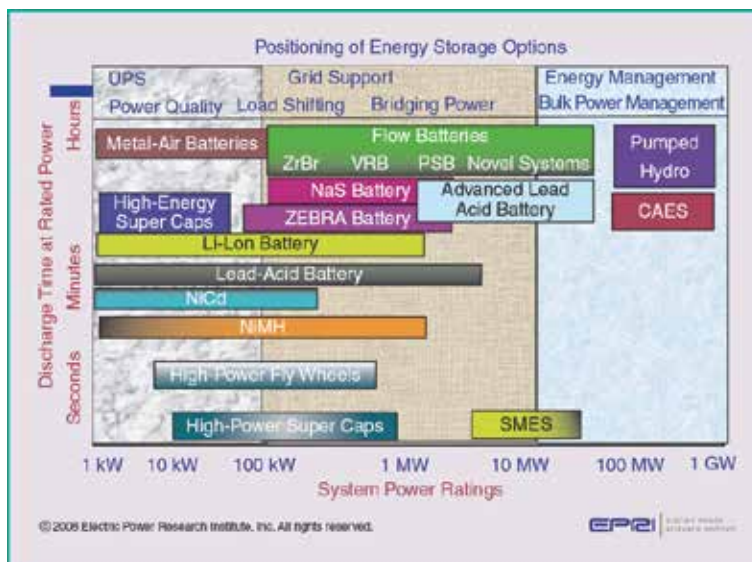 Positioning of Energy Storage Options
UPS
Power Quality
Grid Support
Load Shifting
Bridging Power
Energy Management
Bulk Power Management
Discharge Time at Rated Power
Hours
Minutes
Seconds
Metal-Air Batteries
Flow Batteries
ZrBr VRB PSB Novel Systems
Pumped
Hydro
High-Energy
Super Caps
NaS Battery
ZEBRA Battery
Advanced Lead
Acid Battery
CAES
Li-Lon Battery
Lead-Acid Battery
NiCd
NiMH
High-Power Fly Wheels
High-Power Super Caps
SMES
1 kW 10 kW 100 kW 1 MW 10 MW 100 MW 1 GW
System Power Ratings
Electric Power Research Institute, Inc. All rights reserved.
EPRI